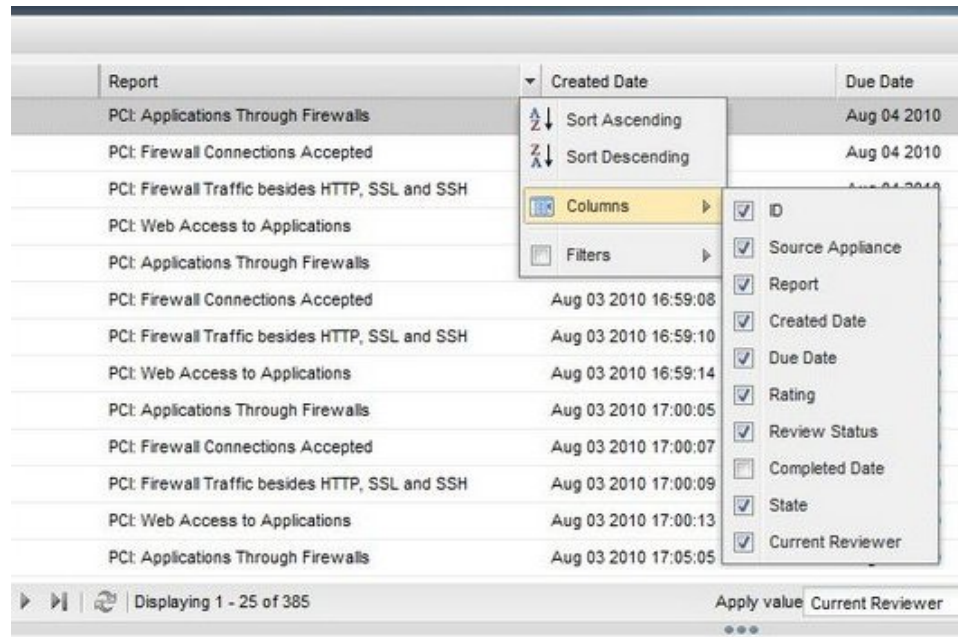 Report Created Date Due Date
PCI: Applications Through Firewalls Aug 04 2010
Sort Ascending
PCI: Firewall Connections Accepted Aug 04 2010
Sort Descending
PCI: Firewall Traffic besides HTTP, SSL and SSH Aug 04 2010
Columns
ID
PCI: Web Access to Applications
Source Appliance
PCI: Applications Through Firewalls
Filters
Report
PCI: Firewall Connections Accepted Aug 03 2010 16:59:08
Created Date
PCI: Firewall Traffic besides HTTP, SSL and SSH Aug 03 2010 16:59:10
Due Date
PCI: Web Access to Applications Aug 03 2010 16:59:14
Rating
PCI: Applications Through Firewalls Aug 03 2010 17:00:05
Review Status
PCI: Firewall Connections Accepted Aug 03 2010 17:00:07
Completed Date
PCI: Firewall Traffic besides HTTP, SSL and SSH Aug 03 2010 17:00:09
State
PCI: Web Access to Applications Aug 03 2010 17:00:13
Current Reviewer
PCI: Applications Through Firewalls Aug 03 2010 17:05:05
Displaying 1 - 25 of 385 Apply value Current Reviewer